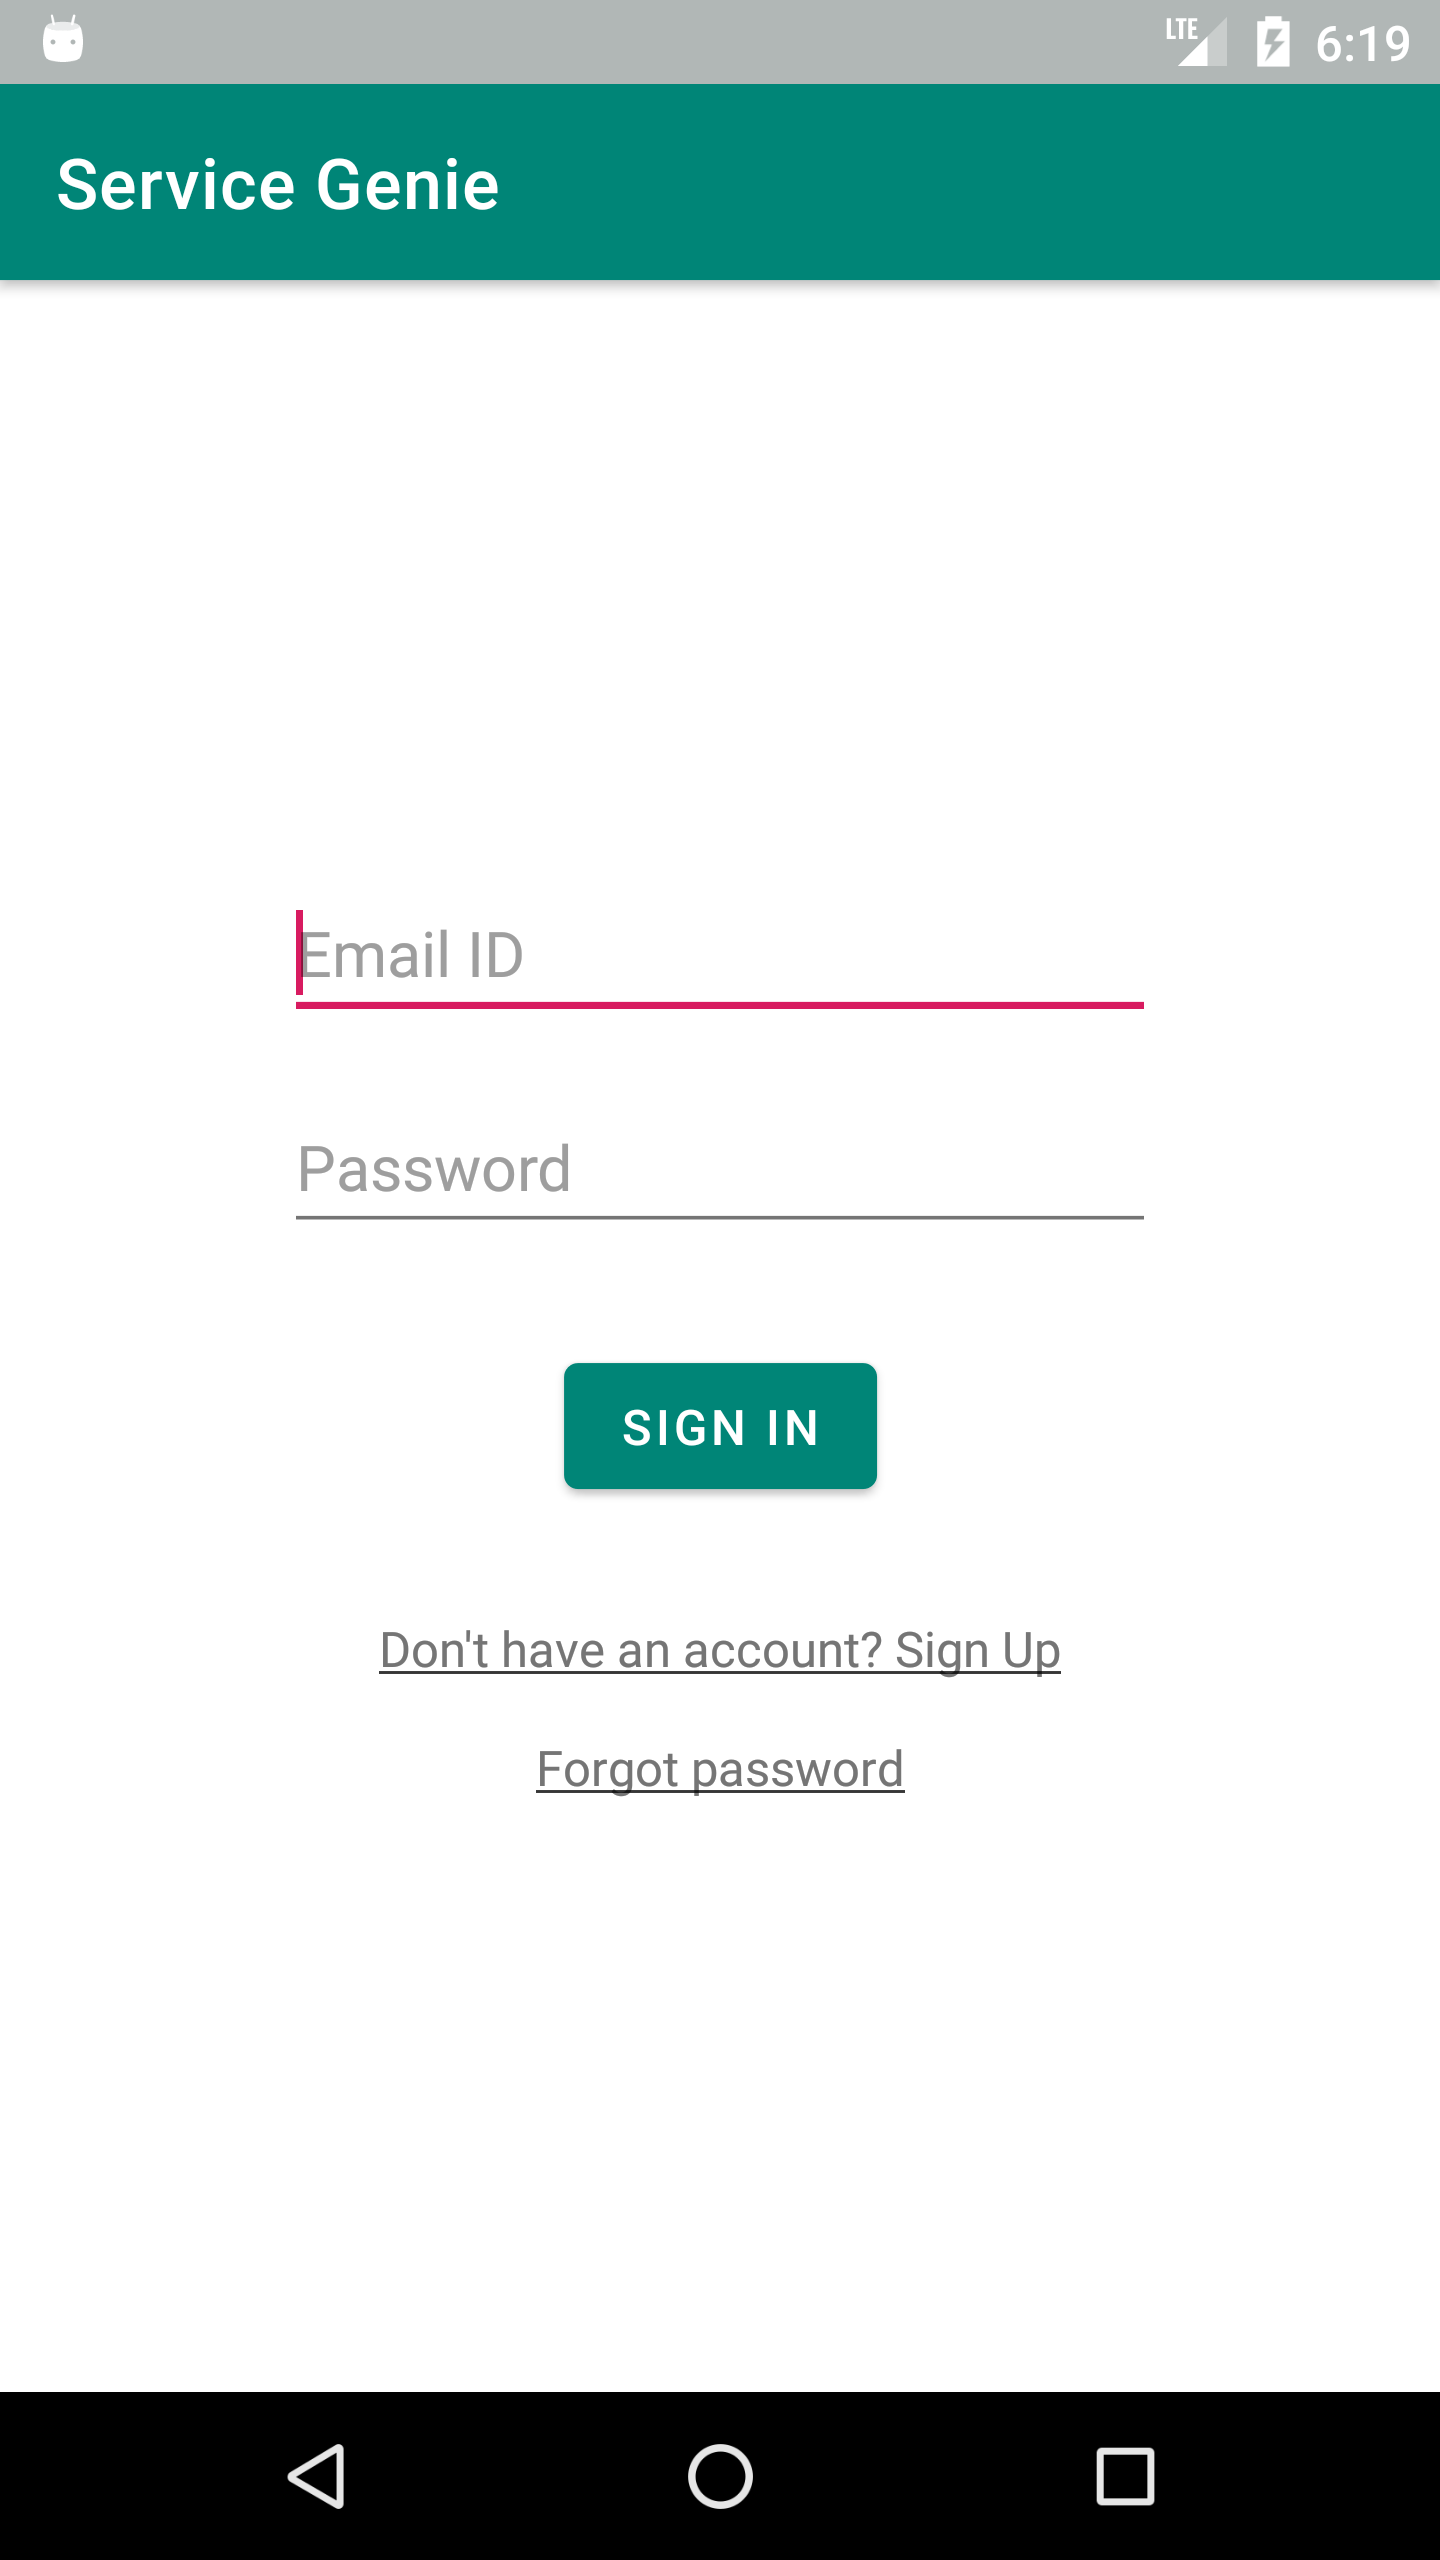 LTE 6:19
Service Genie
Email ID
Password
SIGN IN
Don't have an account? Sign Up
Forgot password